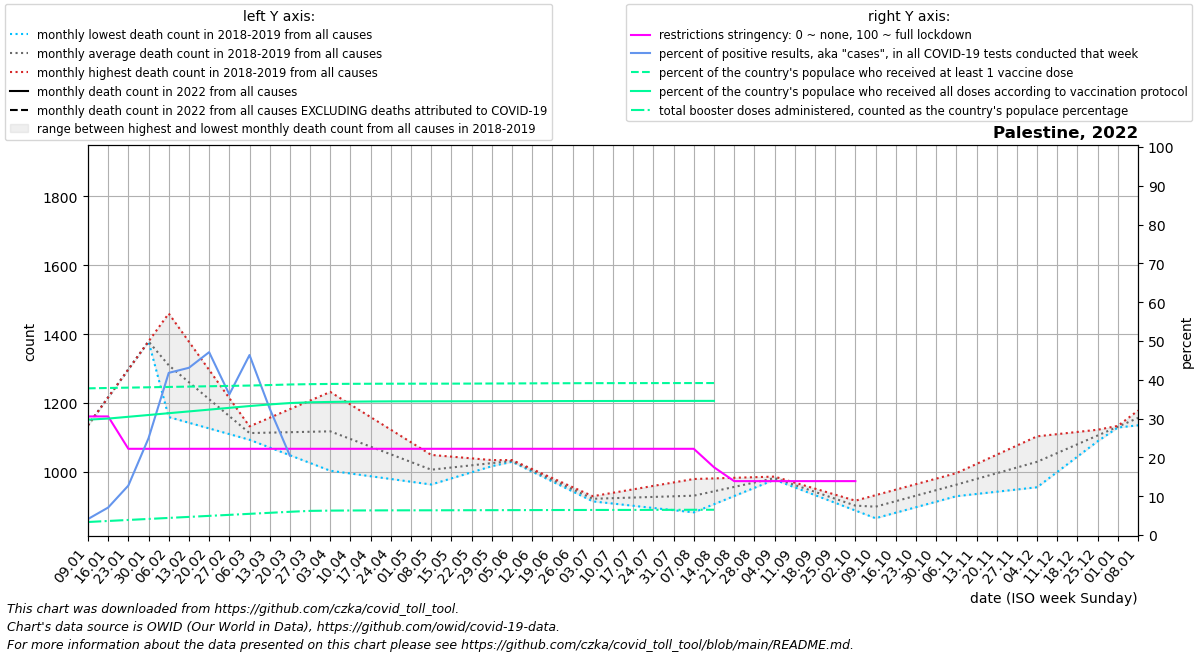 left Y axis:
monthly lowest death count in 2018-2019 from all causes
monthly average death count in 2018-2019 from all causes
monthly highest death count in 2018-2019 from all causes
monthly death count in 2022 from all causes
monthly death count in 2022 from all causes EXCLUDING deaths attributed to COVID-19
range between highest and lowest monthly death count from all causes in 2018-2019
right Y axis:
restrictions stringency: 0 ~ none, 100 ~ full lockdown
percent of positive results, aka "cases", in all COVID-19 tests conducted that week
percent of the country's populace who received at least 1 vaccine dose
percent of the country's populace who received all doses according to vaccination protocol
total booster doses administered, counted as the country's populace percentage
Palestine, 2022
count
1800
1600
1400
1200
1000
percent
100
90
80
70
60
50
40
30
20
10
0
09.01 16.01 23.01 30.01 06.02 13.02 20.02 27.02 06.03 13.03 20.03 27.03 03.04 10.04 17.04 24.04 01.05 08.05 15.05 22.05 29.05 05.06 12.06 19.06 26.06 03.07 10.07 17.07 24.07 31.07 07.08 14.08 21.08 28.08 04.09 11.09 18.09 25.09 02.10 09.10 16.10 23.10 30.10 06.11 13.11 20.11 27.11 04.12 11.12 18.12 25.12 01.01 08.01
date (ISO week Sunday)
This chart was downloaded from https://github.com/czka/covid_toll_tool.
Chart's data source is OWID (Our World in Data), https://github.com/owid/covid-19-data.
For more information about the data presented on this chart please see https://github.com/czka/covid_toll_tool/blob/main/README.md.